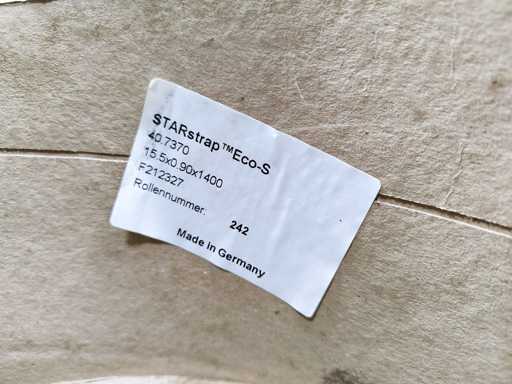 STARstrap™Eco-S
40.7370
15.5x0.90x1400
F212327
Rollennummer:
242
Made in Germany